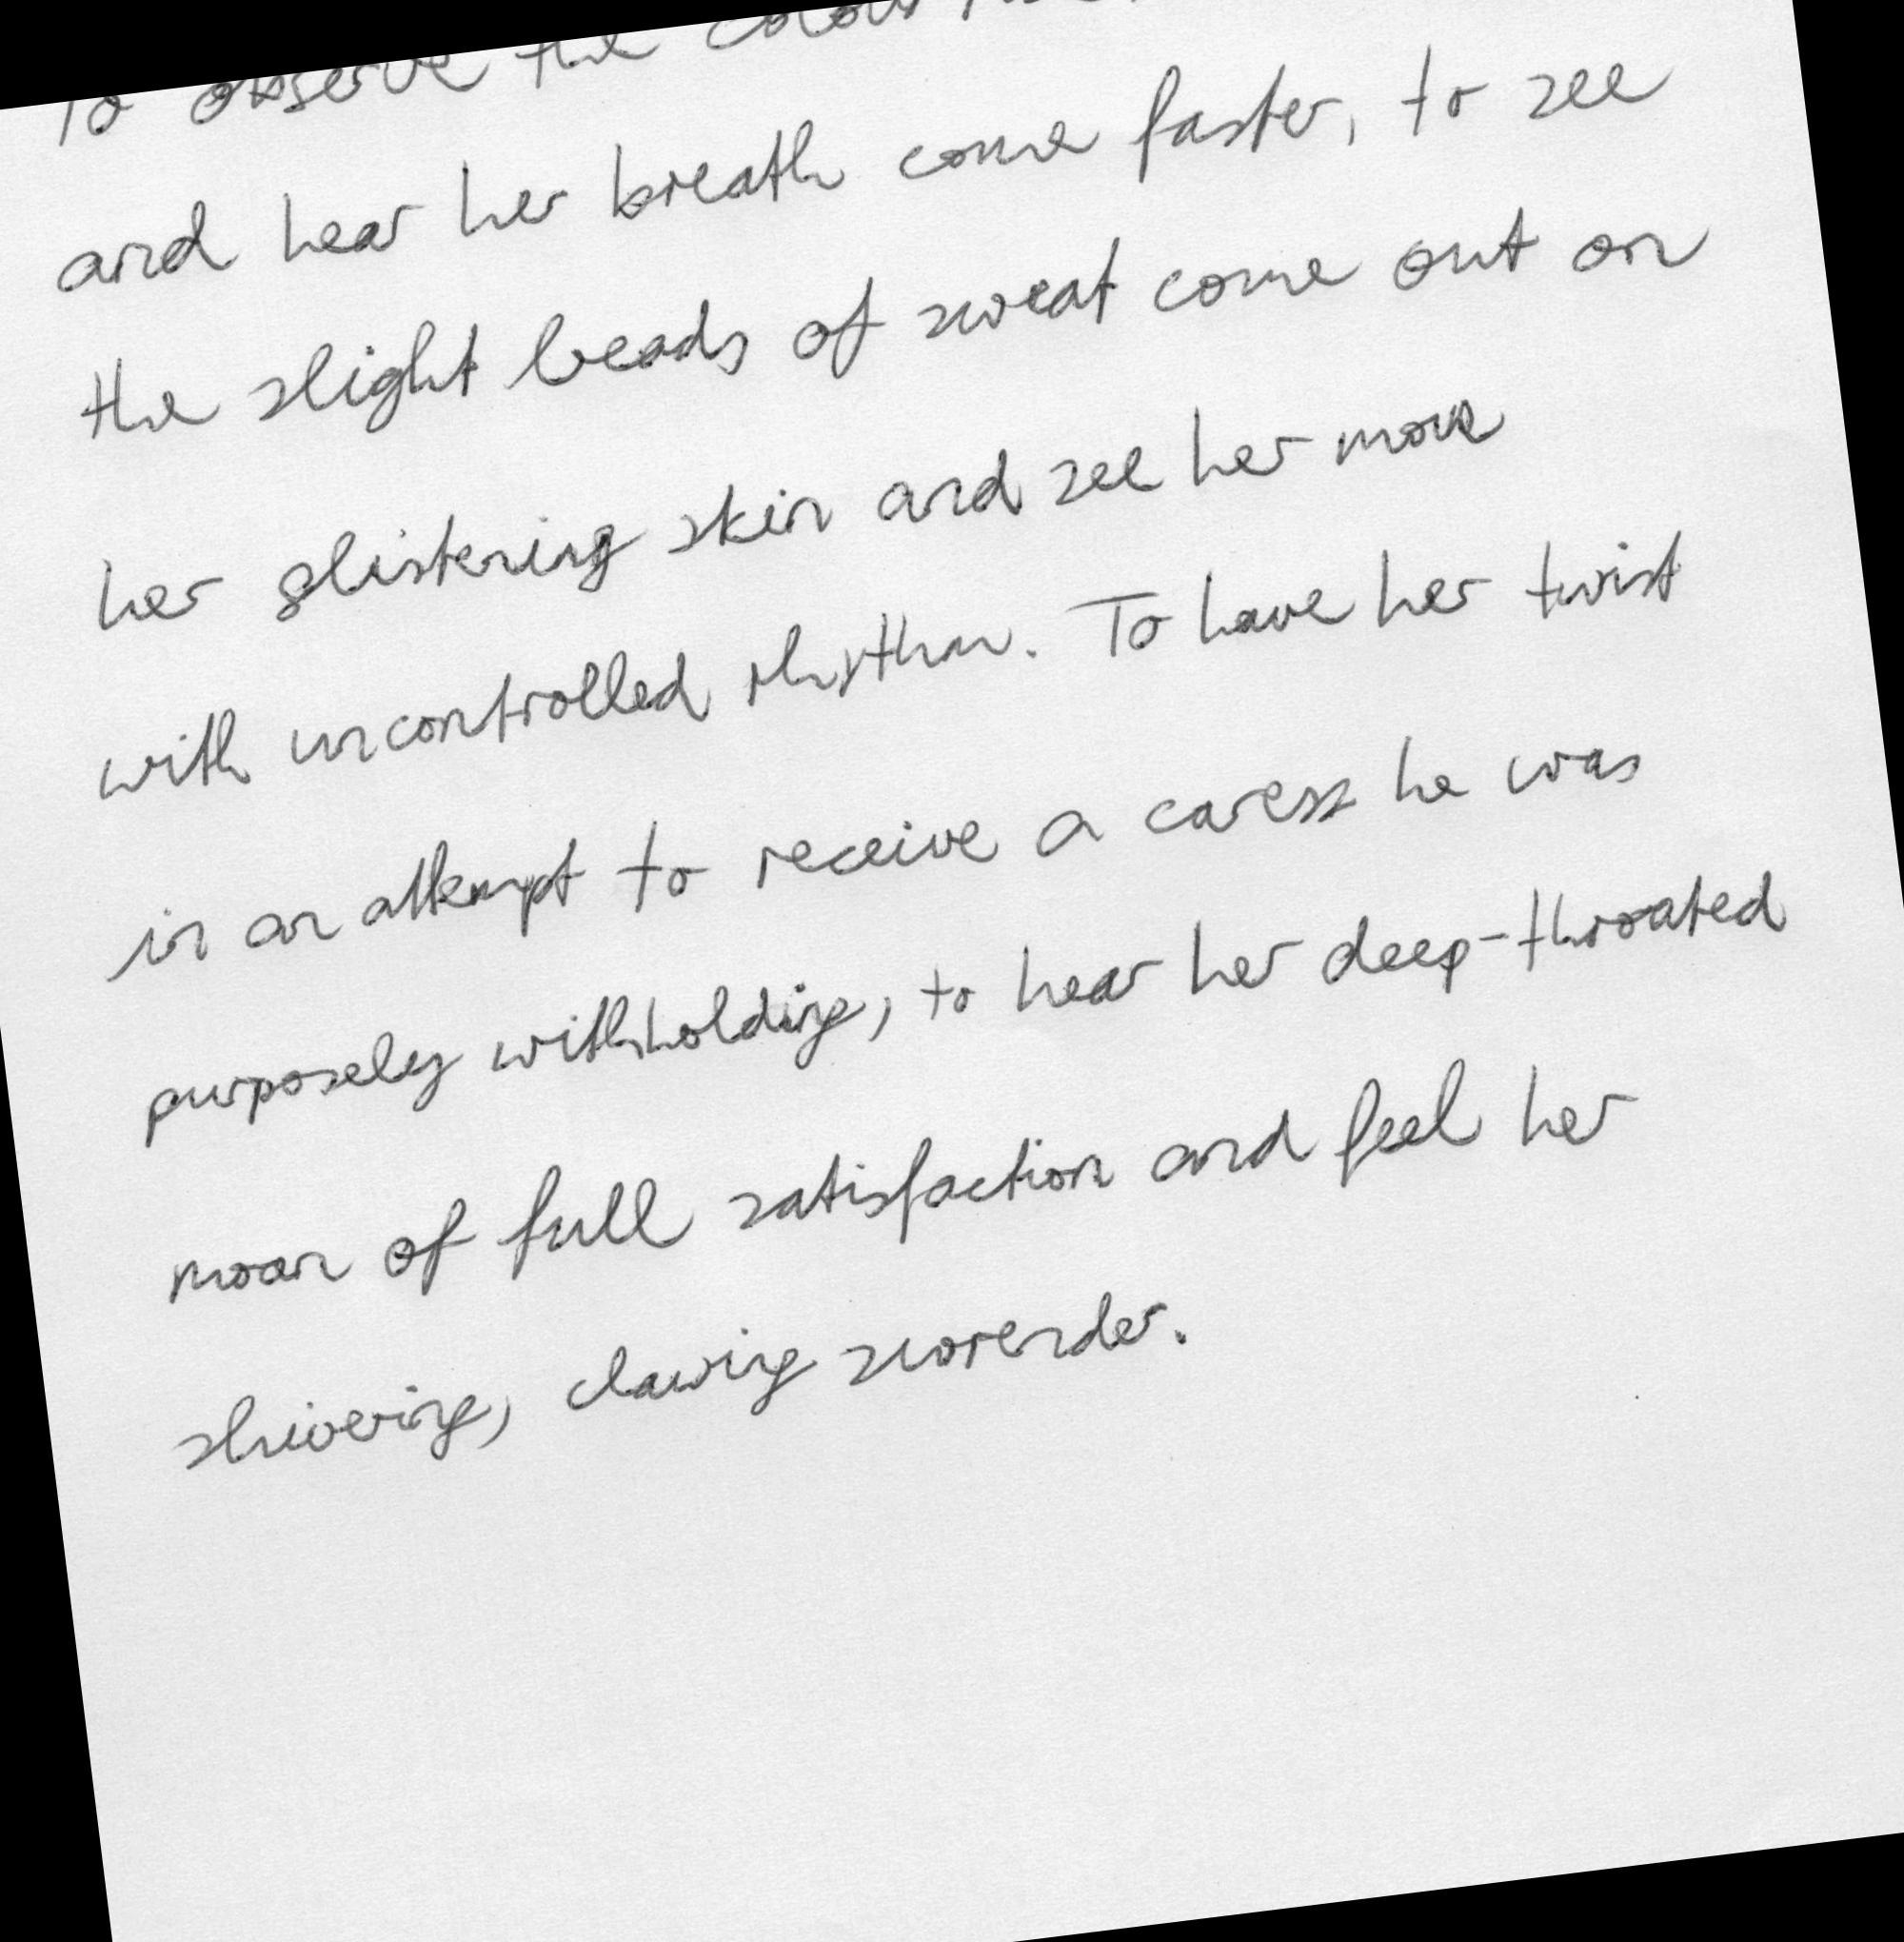 To observe the colour
and hear her breath come faster, to see
the slight beads of sweat come out on
her glistening skin and see her move
with uncontrolled rhythm. To have her twist
in an attempt to receive a caress he was
purposely withholding, to hear her deep-throated
moan of full satisfaction and feel her
shivering, clawing surrender.